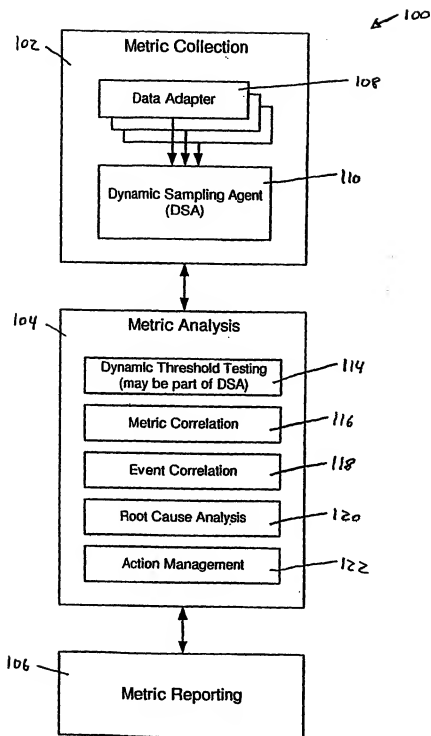 100
102
Metric Collection
Data Adapter
108
Dynamic Sampling Agent
(DSA)
110
104
Metric Analysis
Dynamic Threshold Testing
(may be part of DSA)
114
Metric Correlation
116
Event Correlation
118
Root Cause Analysis
120
Action Management
122
106
Metric Reporting